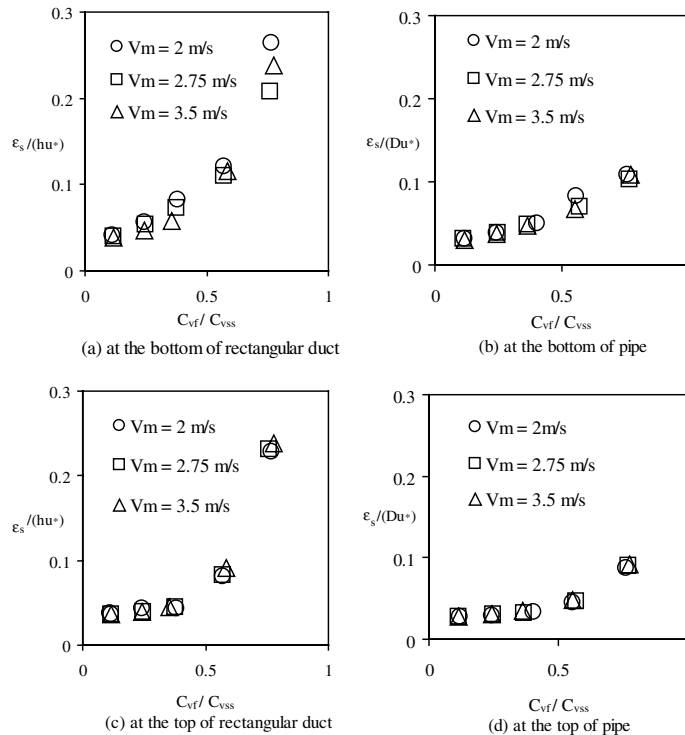 0.3
0.2
0.1
0
Vm = 2 m/s
Vm = 2.75 m/s
Vm = 3.5 m/s
εs /(hu*)
0 0.5 1
Cvf / Cvss
(a) at the bottom of rectangular duct
0.3
0.2
0.1
0
Vm = 2 m/s
Vm = 2.75 m/s
Vm = 3.5 m/s
εs/(Du*)
0 0.5
Cvf / Cvss
(b) at the bottom of pipe
0.3
0.2
0.1
0
Vm = 2 m/s
Vm = 2.75 m/s
Vm = 3.5 m/s
εs /(hu*)
0 0.5 1
Cvf / Cvss
(c) at the top of rectangular duct
0.3
0.2
0.1
0
Vm = 2m/s
Vm = 2.75 m/s
Vm = 3.5 m/s
εs /(Du*)
0 0.5
Cvf / Cvss
(d) at the top of pipe